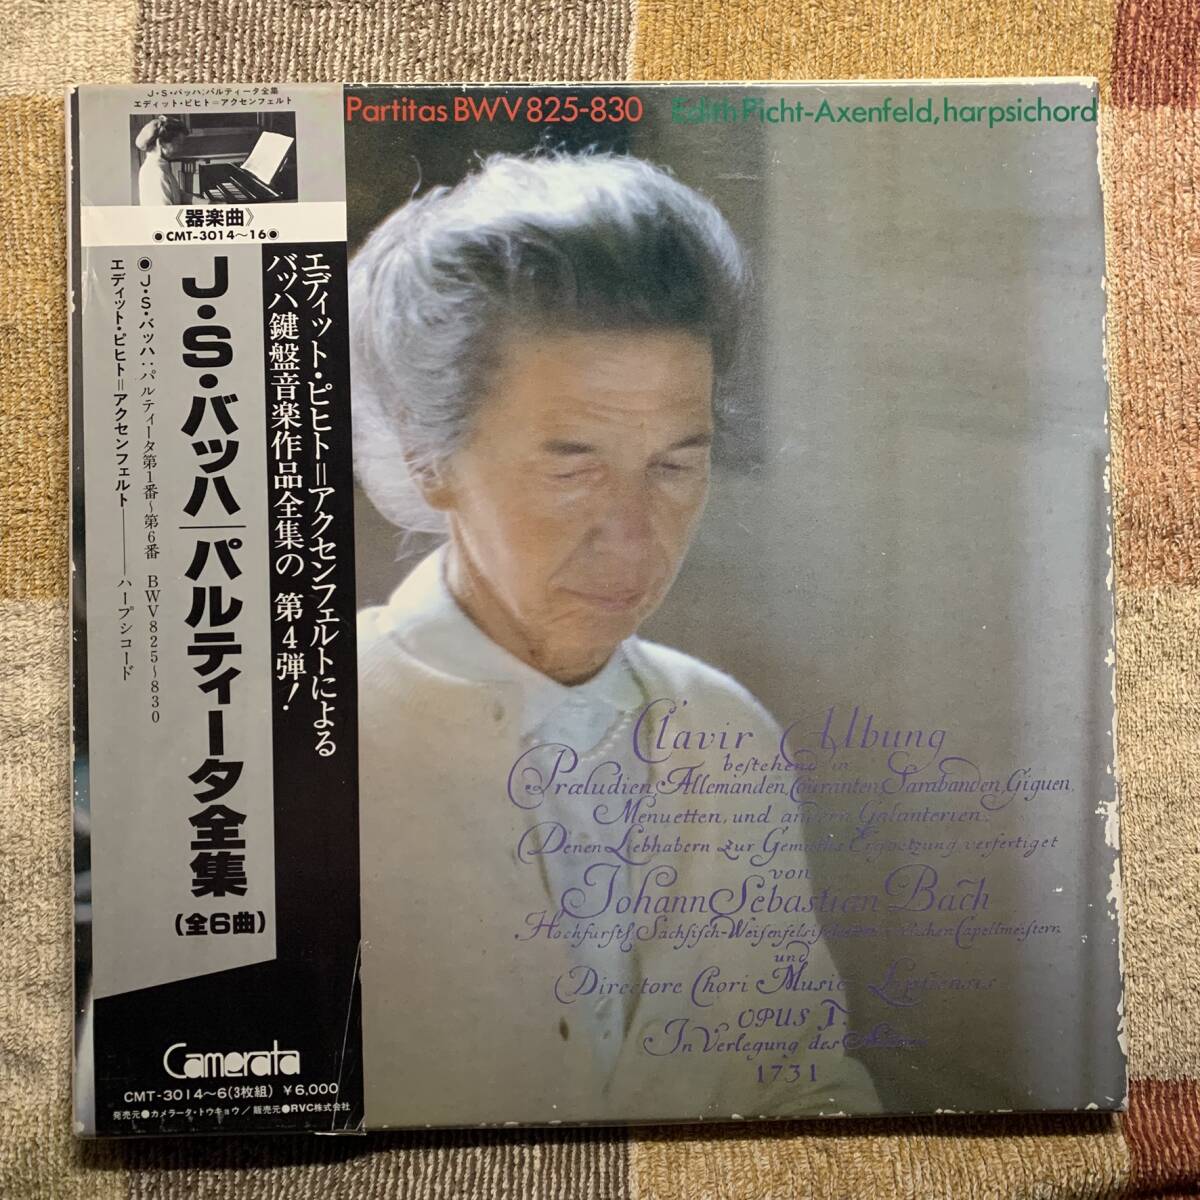 J・S・バッハ:パルティータ全集
エディット・ピヒト=アクセンフェルト
《器楽曲》
●CMT-3014〜16●
エディット・ピヒト=アクセンフェルトによる
バッハ鍵盤音楽作品全集の 第4弾!
J・S・バッハ/パルティータ全集
(全6曲)
●J・S・バッハ:パルティータ第1番〜第6番 BWV825〜830
エディット・ピヒト=アクセンフェルト――ハープシコード
Camerata
CMT-3014〜6(3枚組) ¥6,000
発売元●カメラータ・トウキョウ/販売元●RVC株式会社
Partitas BWV 825-830 Edith Picht-Axenfeld, harpsichord
Clavir Ubung
bestehend in
Præludien, Allemanden, Couranten, Sarabanden, Giguen,
Menuetten, und andern Galanterien;
Denen Liebhabern zur Gemüths Ergoetzung verfertiget
von
Johann Sebastian Bach
Hochfürstl. Sächsisch-Weisenfelsischen Capellmeistern
und
Directore Chori Music Lipsiensis.
OPUS I.
In Verlegung des
1731